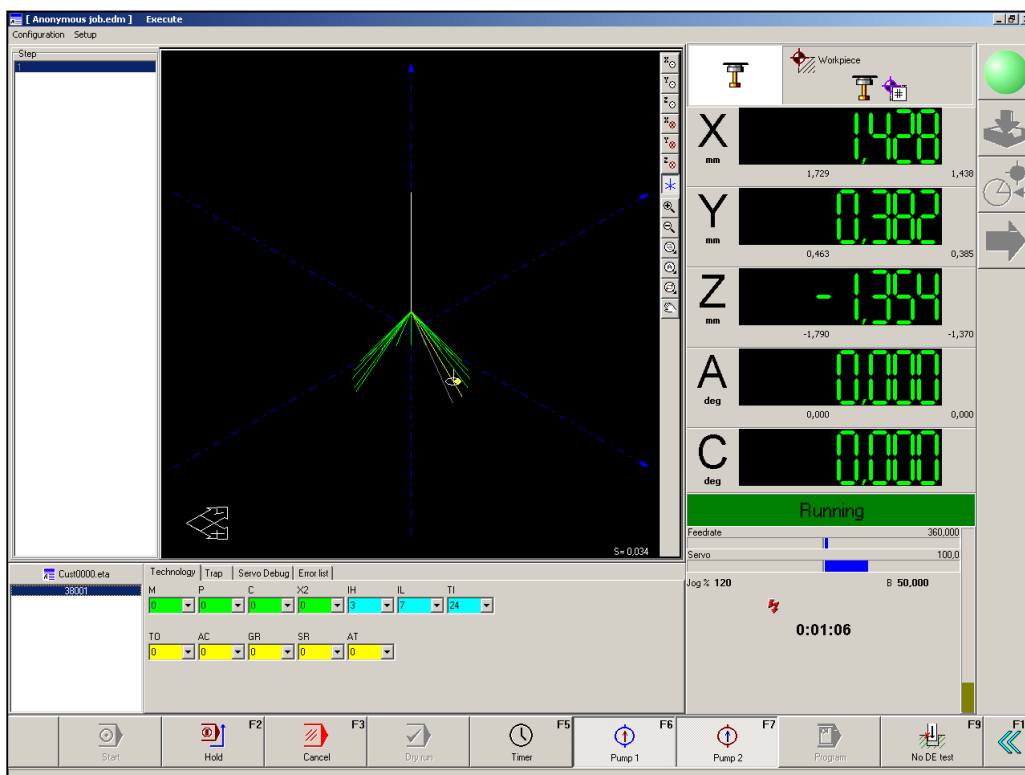 [ Anonymous job.edm ] Execute
Configuration Setup
Step
1
S= 0,034
Workpiece
#
X
mm
1,428
1,729 1,438
Y
mm
0,382
0,463 0,385
Z
mm
-1,354
-1,790 -1,370
A
deg
0,000
0,000 0,000
C
deg
0,000
Running
Feedrate 360,000
Servo 100,0
Jog % 120 B 50,000
0:01:06
Cust0000.eta
38001
Technology Trap Servo Debug Error list
M P C X2 IH IL TI
0 0 0 0 3 7 24
TO AC GR SR AT
0 0 0 0 0
Start
F2
Hold
F3
Cancel
Dry run
F5
Timer
F6
Pump 1
F7
Pump 2
Program
F9
No DE test
F1